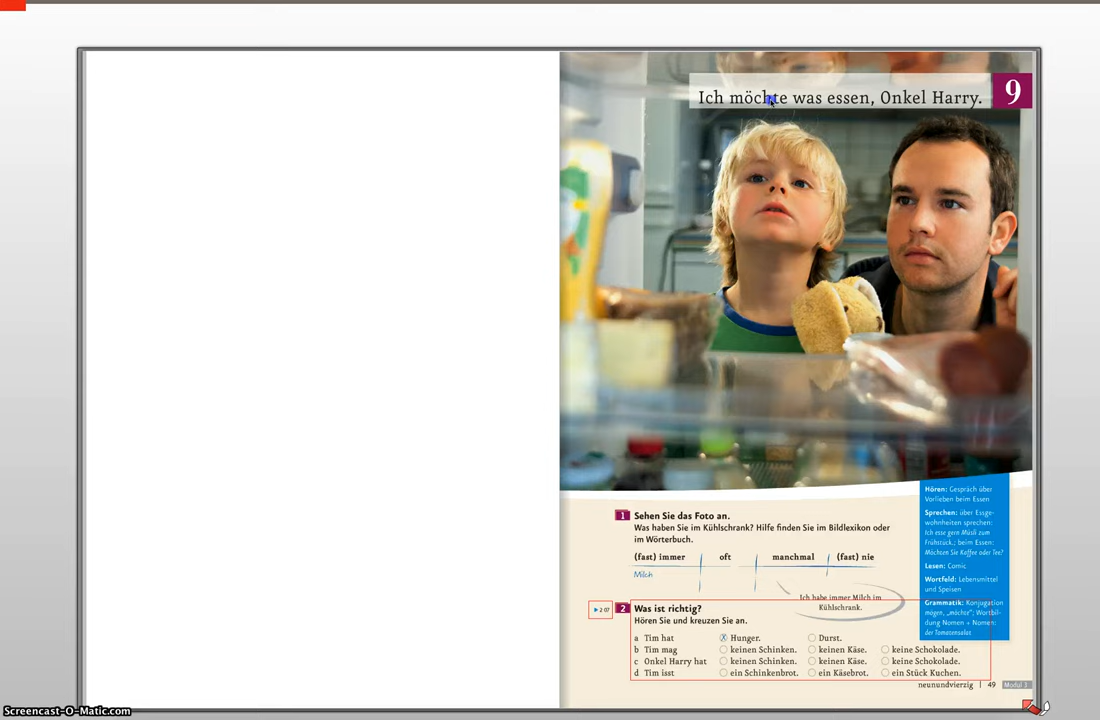 Ich möchte was essen, Onkel Harry.
9
1 Sehen Sie das Foto an.
Was haben Sie im Kühlschrank? Hilfe finden Sie im Bildlexikon oder
im Wörterbuch.
(fast) immer oft manchmal (fast) nie
Milch
Ich habe immer Milch im
Kühlschrank.
2 07
2 Was ist richtig?
Hören Sie und kreuzen Sie an.
a Tim hat X Hunger. Durst.
b Tim mag keinen Schinken. keinen Käse. keine Schokolade.
c Onkel Harry hat keinen Schinken. keinen Käse. keine Schokolade.
d Tim isst ein Schinkenbrot. ein Käsebrot. ein Stück Kuchen.
Hören: Gespräch über
Vorlieben beim Essen
Sprechen: über Essge-
wohnheiten sprechen:
Ich esse gern Müsli zum
Frühstück.; beim Essen:
Möchten Sie Kaffee oder Tee?
Lesen: Comic
Wortfeld: Lebensmittel
und Speisen
Grammatik: Konjugation
mögen, „möchte"; Wortbil-
dung Nomen + Nomen:
der Tomatensalat
neunundvierzig | 49 Modul 3
Screencast-O-Matic.com